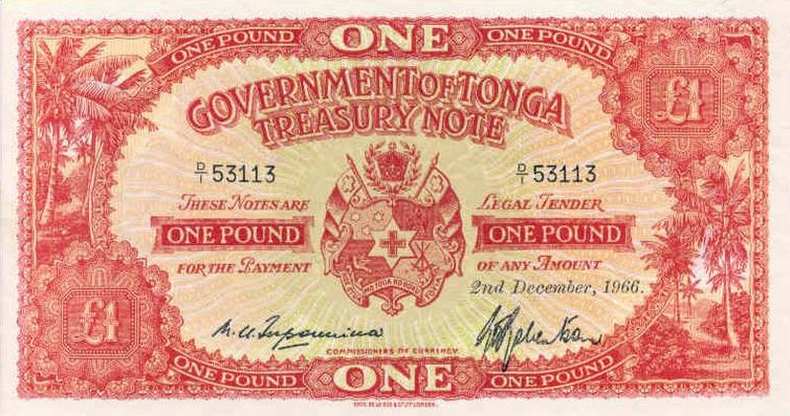 ONE POUND ONE ONE POUND
£1
GOVERNMENT OF TONGA
TREASURY NOTE
D/1 53113 D/1 53113
THESE NOTES ARE LEGAL TENDER
ONE POUND ONE POUND
FOR THE PAYMENT OF ANY AMOUNT
2nd December, 1966.
COMMISSIONERS OF CURRENCY.
£1
ONE POUND ONE ONE POUND